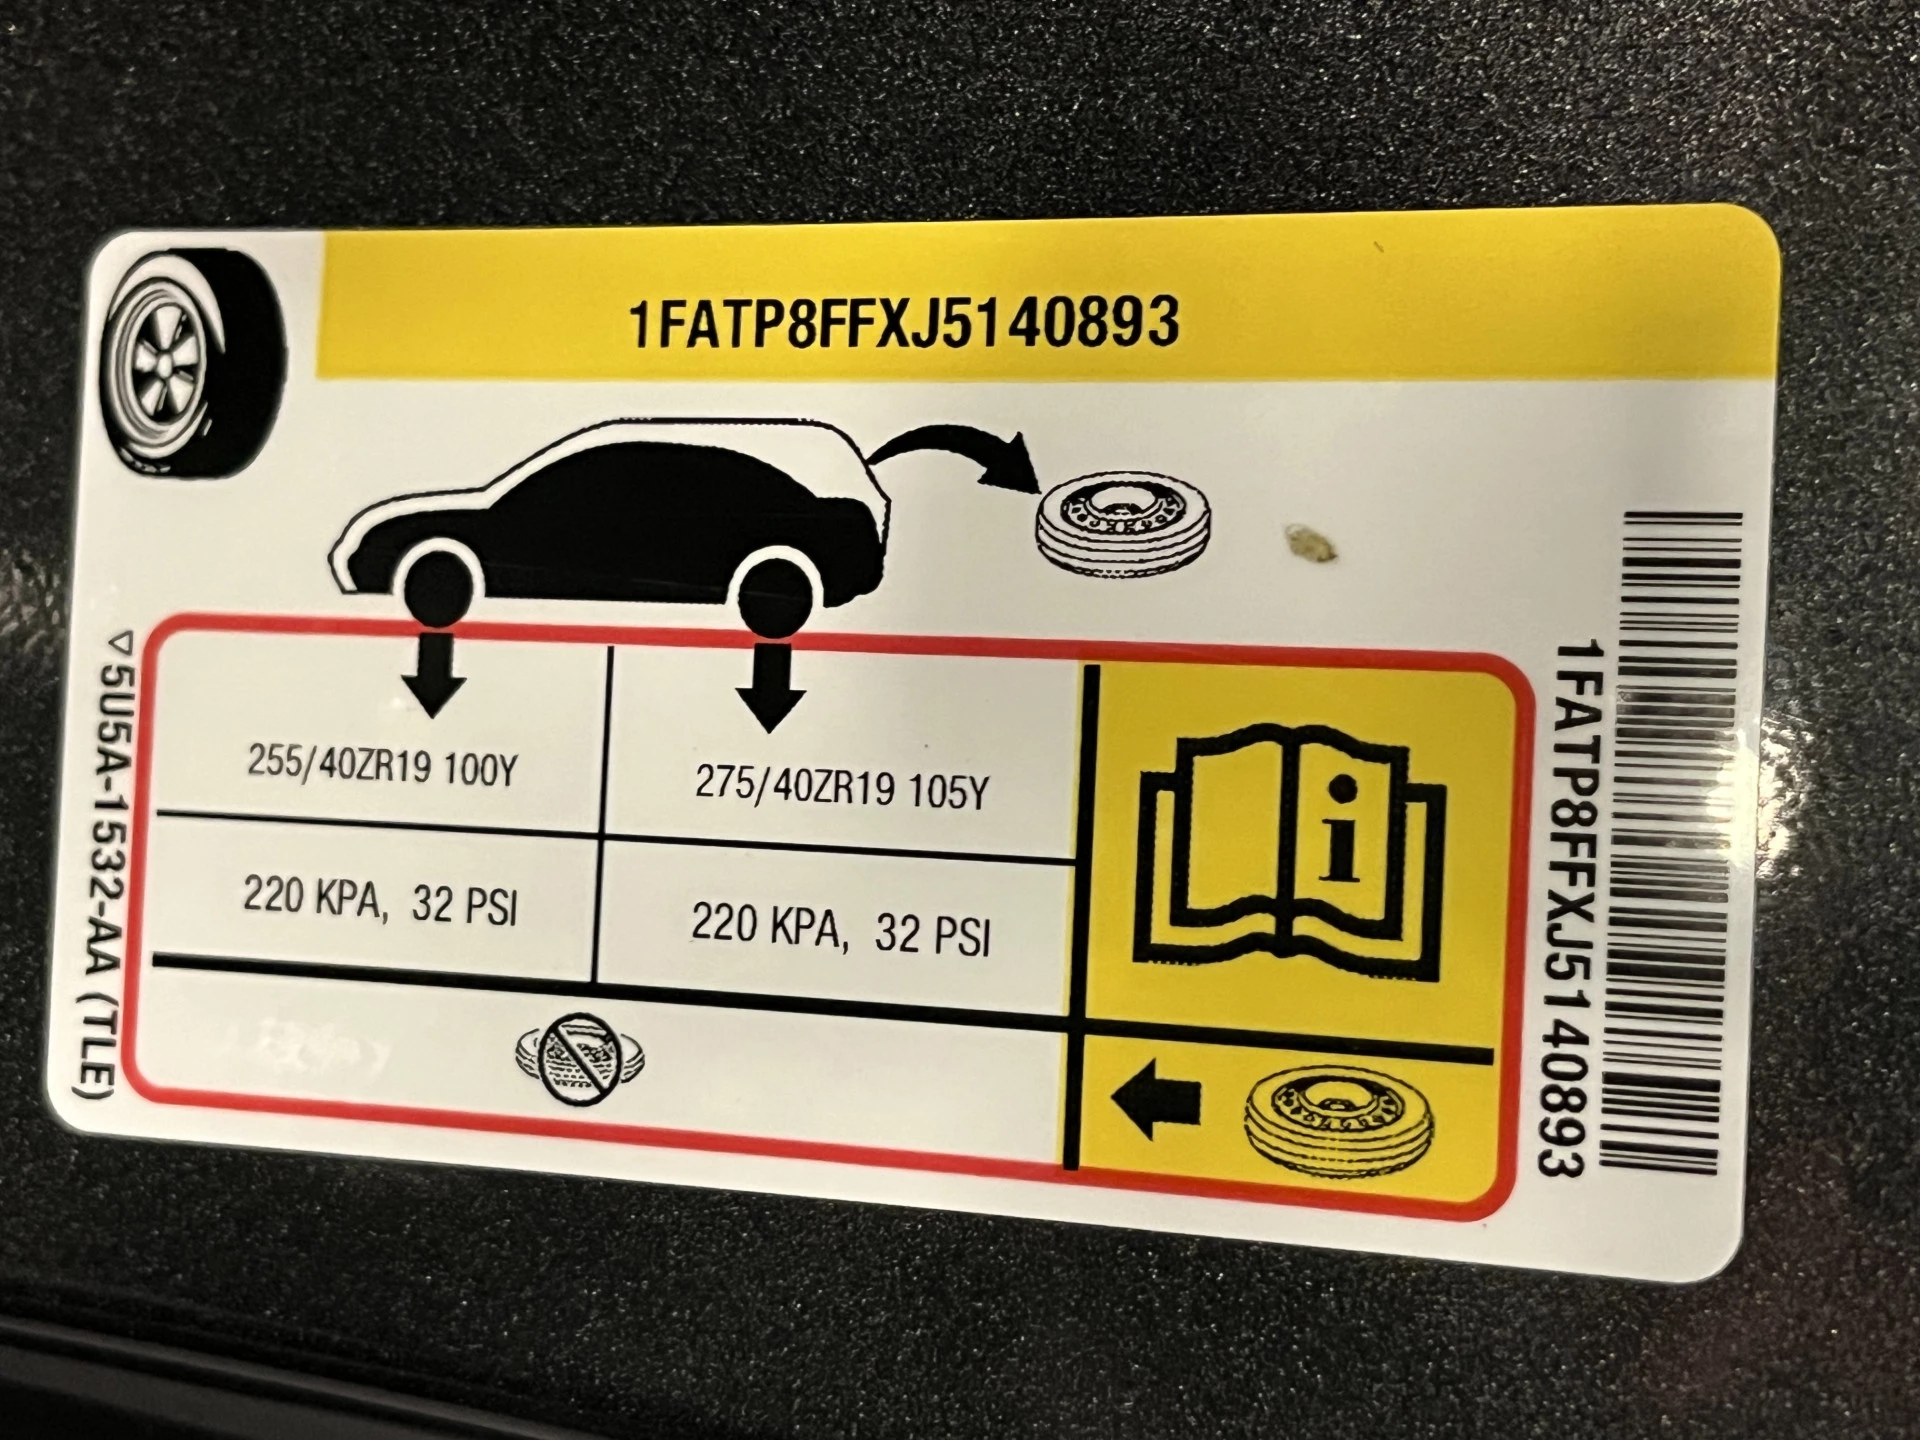 1FATP8FFXJ5140893
255/40ZR19 100Y
275/40ZR19 105Y
220 KPA, 32 PSI
220 KPA, 32 PSI
i
▽5U5A-1532-AA (TLE)
1FATP8FFXJ5140893